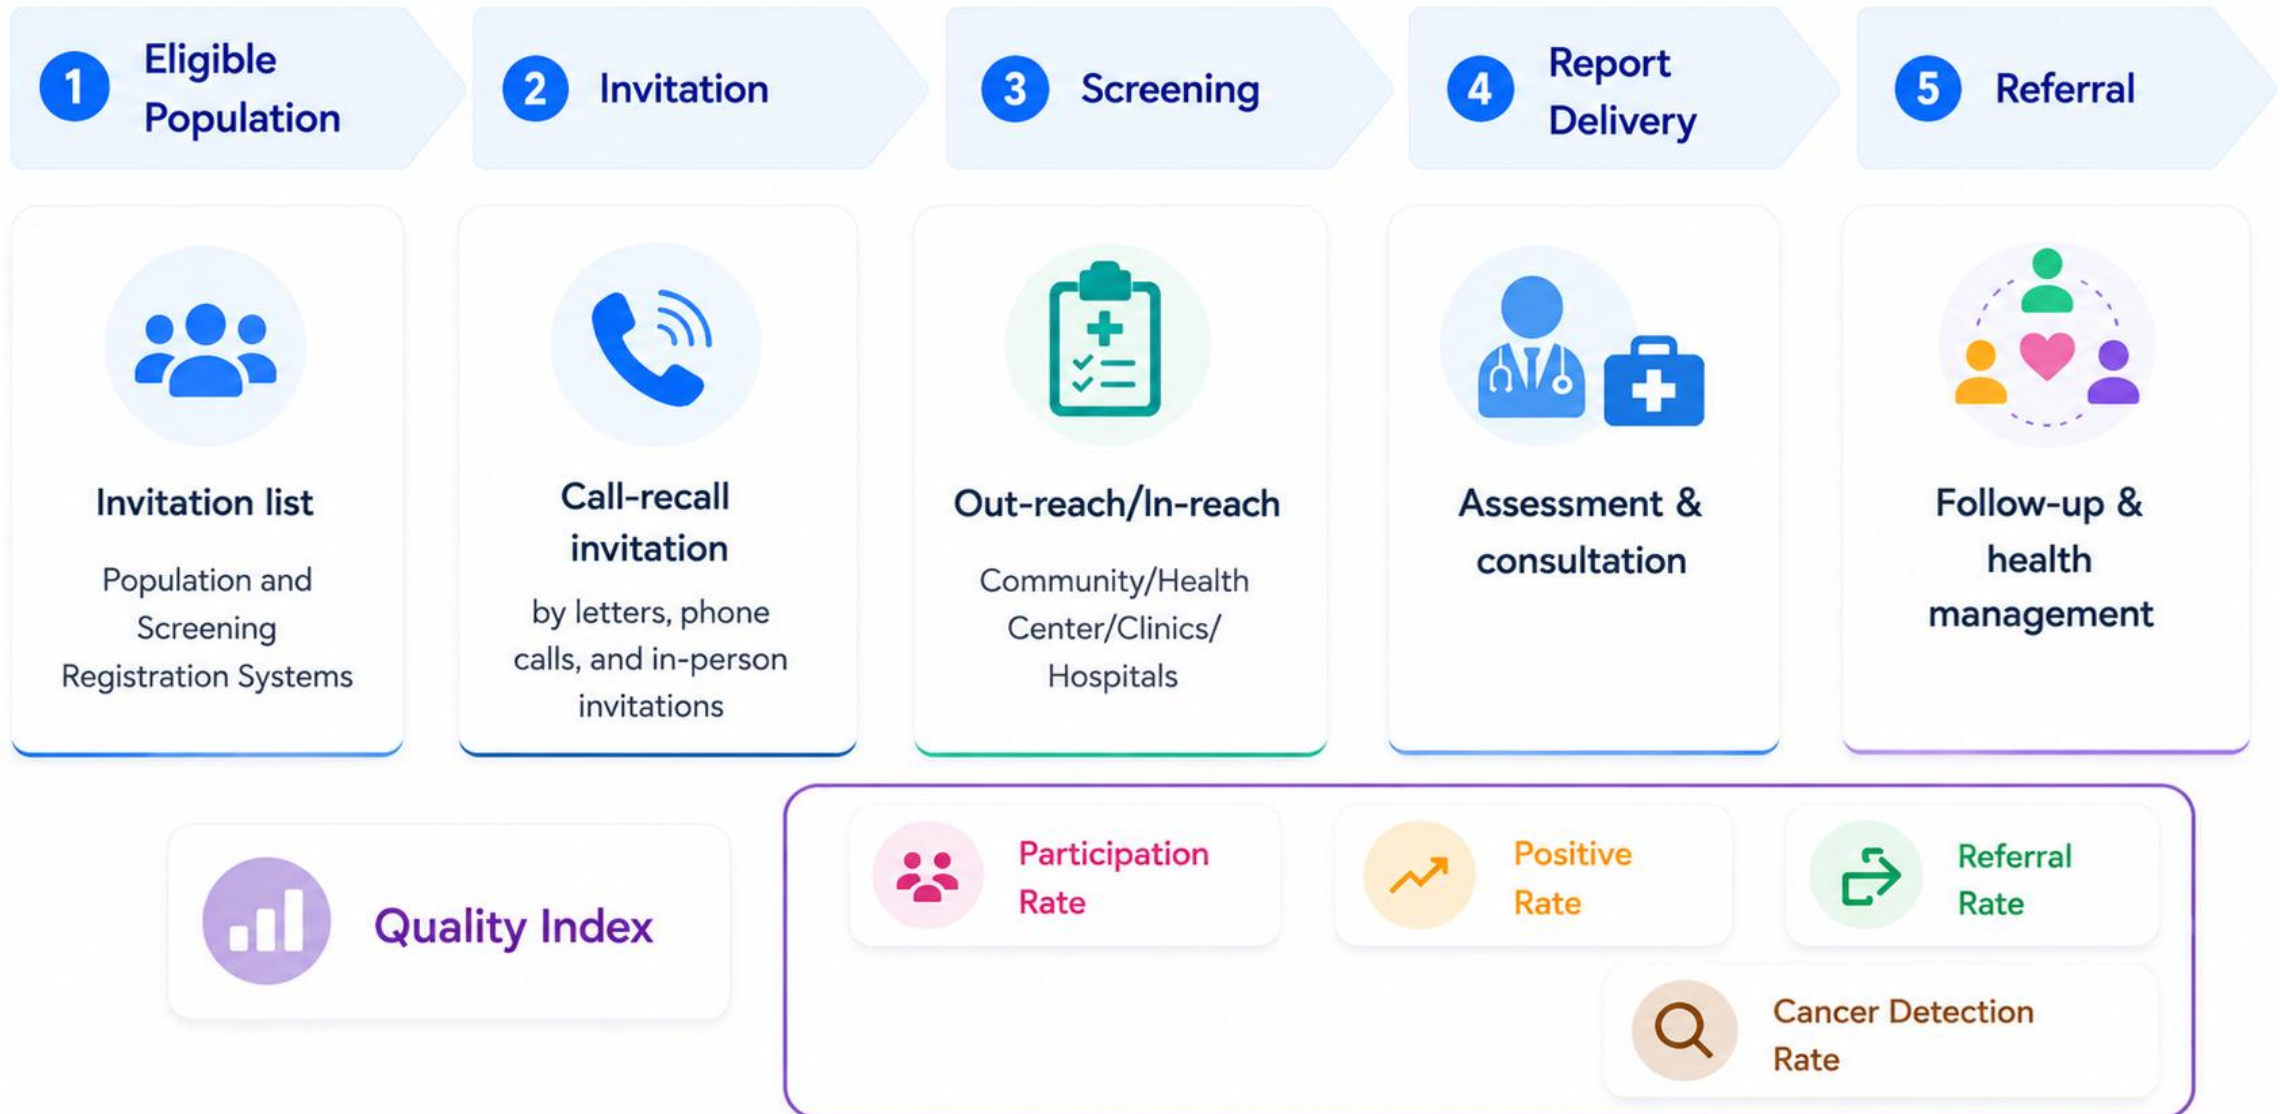 1
Eligible
Population
2
Invitation
3
Screening
4
Report
Delivery
5
Referral
Invitation list
Population and
Screening
Registration Systems
Call-recall
invitation
by letters, phone
calls, and in-person
invitations
Out-reach/In-reach
Community/Health
Center/Clinics/
Hospitals
Assessment &
consultation
Follow-up &
health
management
Quality Index
Participation
Rate
Positive
Rate
Referral
Rate
Cancer Detection
Rate